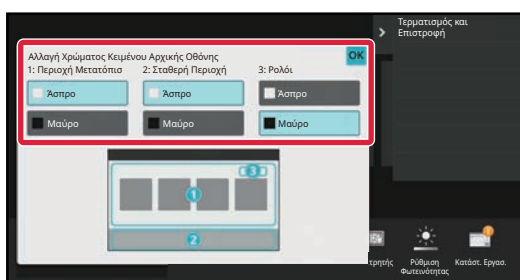 Τερματισμός και
Επιστροφή
OK
Αλλαγή Χρώματος Κειμένου Αρχικής Οθόνης
1: Περιοχή Μετατόπισ 2: Σταθερή Περιοχή 3: Ρολόι
Άσπρο Άσπρο Άσπρο
Μαύρο Μαύρο Μαύρο
3
1
2
Ρύθμιση Κατάστ. Εργασ.
Φωτεινότητας